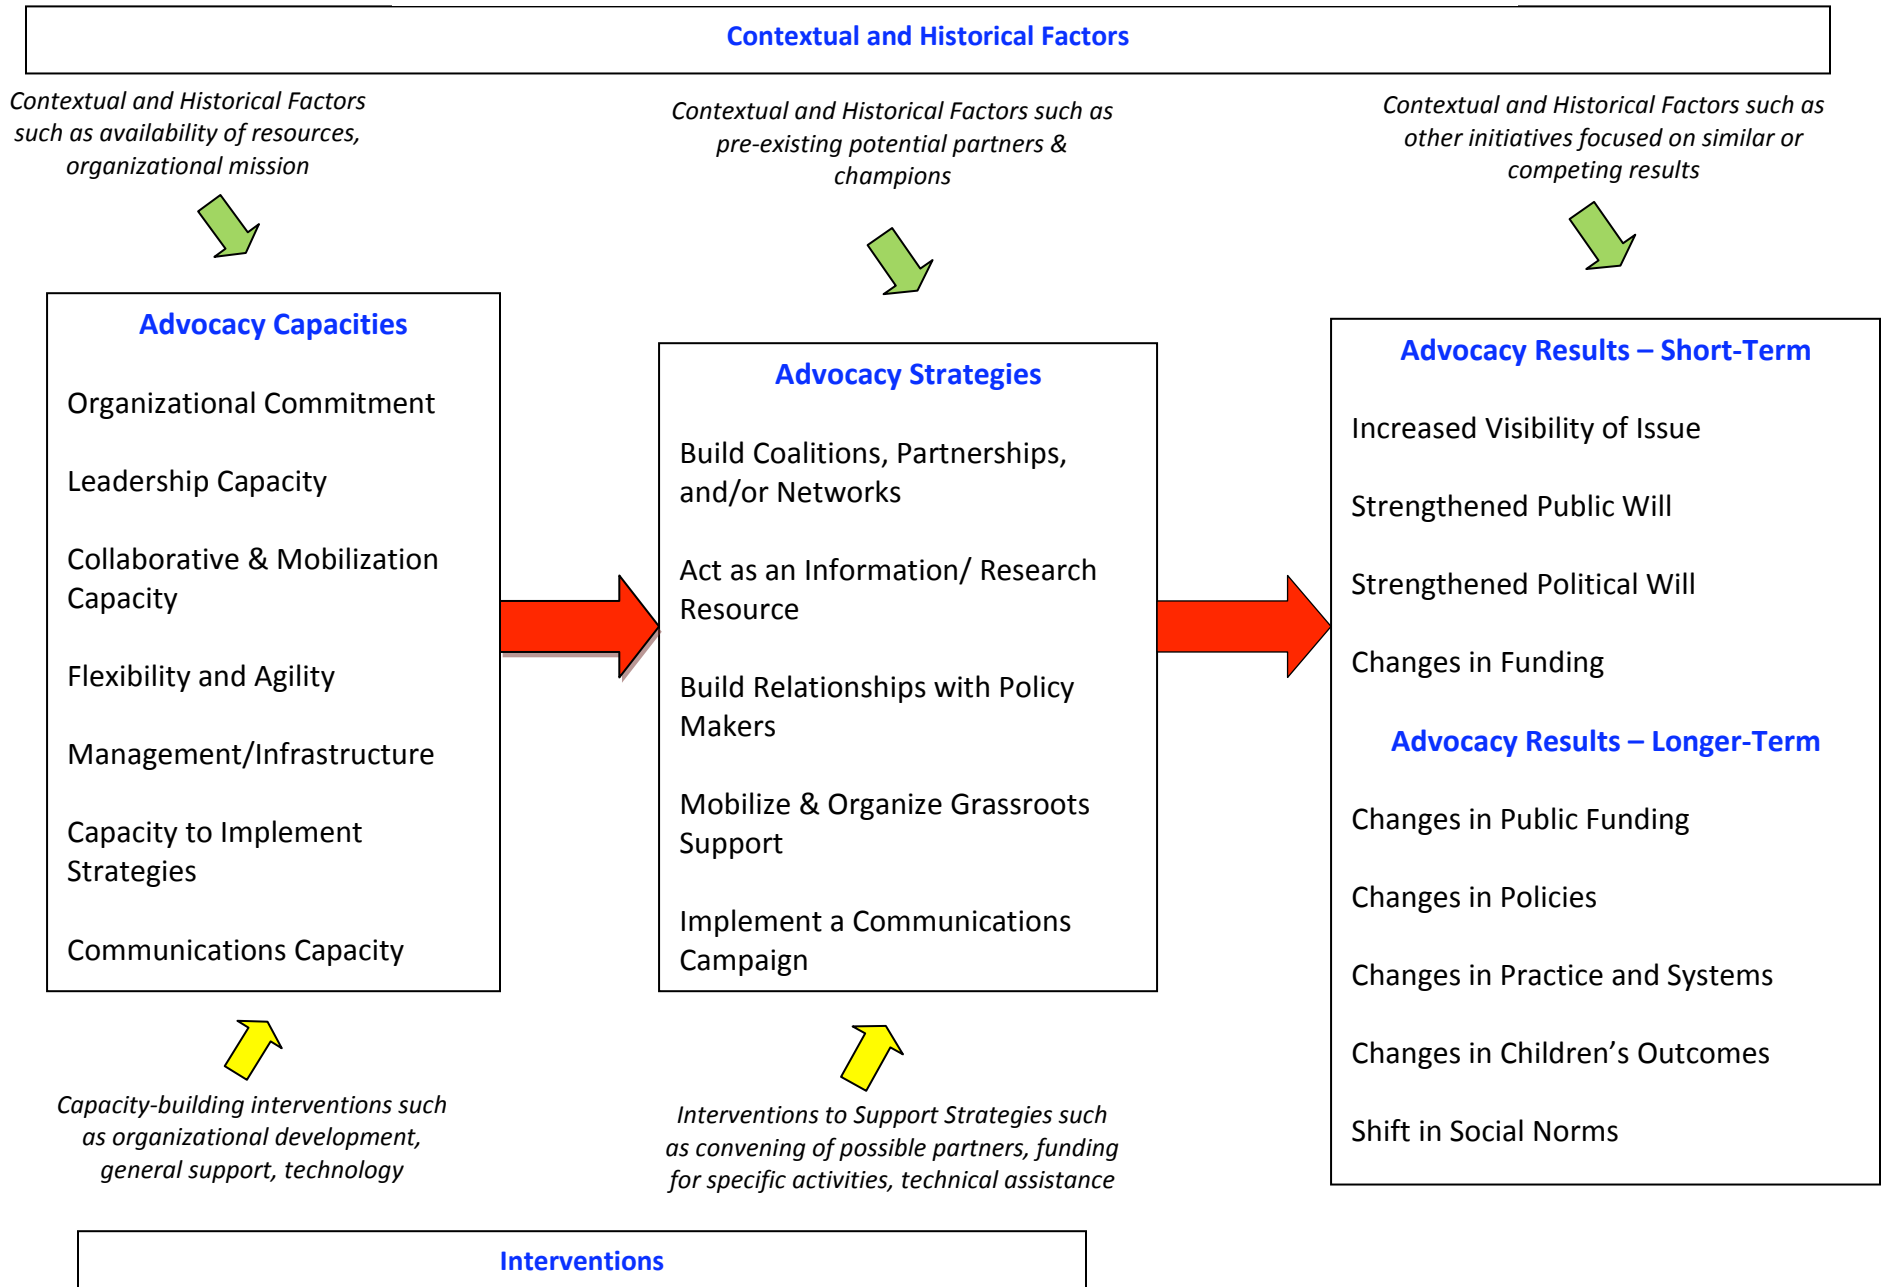 Contextual and Historical Factors
Contextual and Historical Factors
such as availability of resources,
organizational mission
Contextual and Historical Factors such as
pre-existing potential partners &
champions
Contextual and Historical Factors such as
other initiatives focused on similar or
competing results
Advocacy Capacities
Organizational Commitment
Leadership Capacity
Collaborative & Mobilization
Capacity
Flexibility and Agility
Management/Infrastructure
Capacity to Implement
Strategies
Communications Capacity
Advocacy Strategies
Build Coalitions, Partnerships,
and/or Networks
Act as an Information/ Research
Resource
Build Relationships with Policy
Makers
Mobilize & Organize Grassroots
Support
Implement a Communications
Campaign
Advocacy Results – Short-Term
Increased Visibility of Issue
Strengthened Public Will
Strengthened Political Will
Changes in Funding
Advocacy Results – Longer-Term
Changes in Public Funding
Changes in Policies
Changes in Practice and Systems
Changes in Children’s Outcomes
Shift in Social Norms
Capacity-building interventions such
as organizational development,
general support, technology
Interventions to Support Strategies such
as convening of possible partners, funding
for specific activities, technical assistance
Interventions